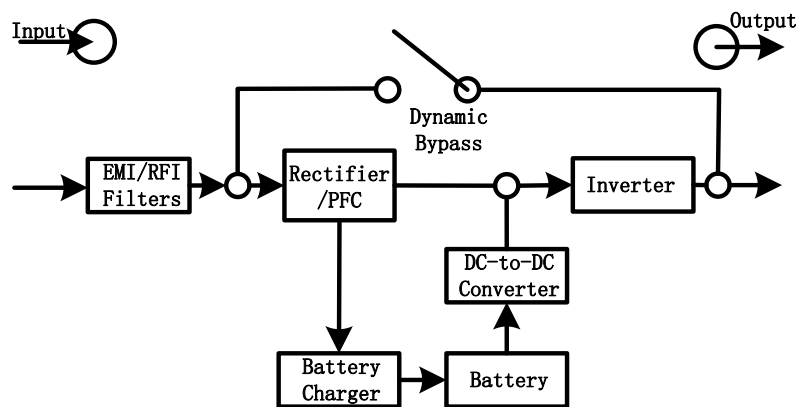 Input
Output
Dynamic
Bypass
EMI/RFI
Filters
Rectifier
/PFC
Inverter
DC-to-DC
Converter
Battery
Charger
Battery